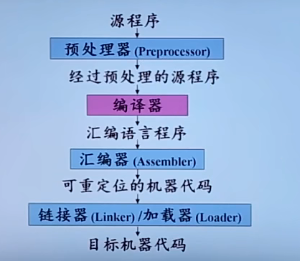 源程序
预处理器(Preprocessor)
经过预处理的源程序
编译器
汇编语言程序
汇编器(Assembler)
可重定位的机器代码
链接器(Linker)/加载器(Loader)
目标机器代码